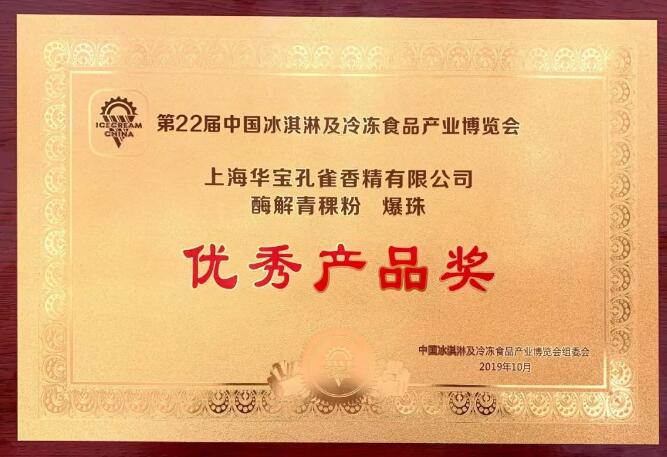 ICECREAM
CHINA
第22届中国冰淇淋及冷冻食品产业博览会
上海华宝孔雀香精有限公司
酶解青稞粉 爆珠
优秀产品奖
中国冰淇淋及冷冻食品产业博览会组委会
2019年10月